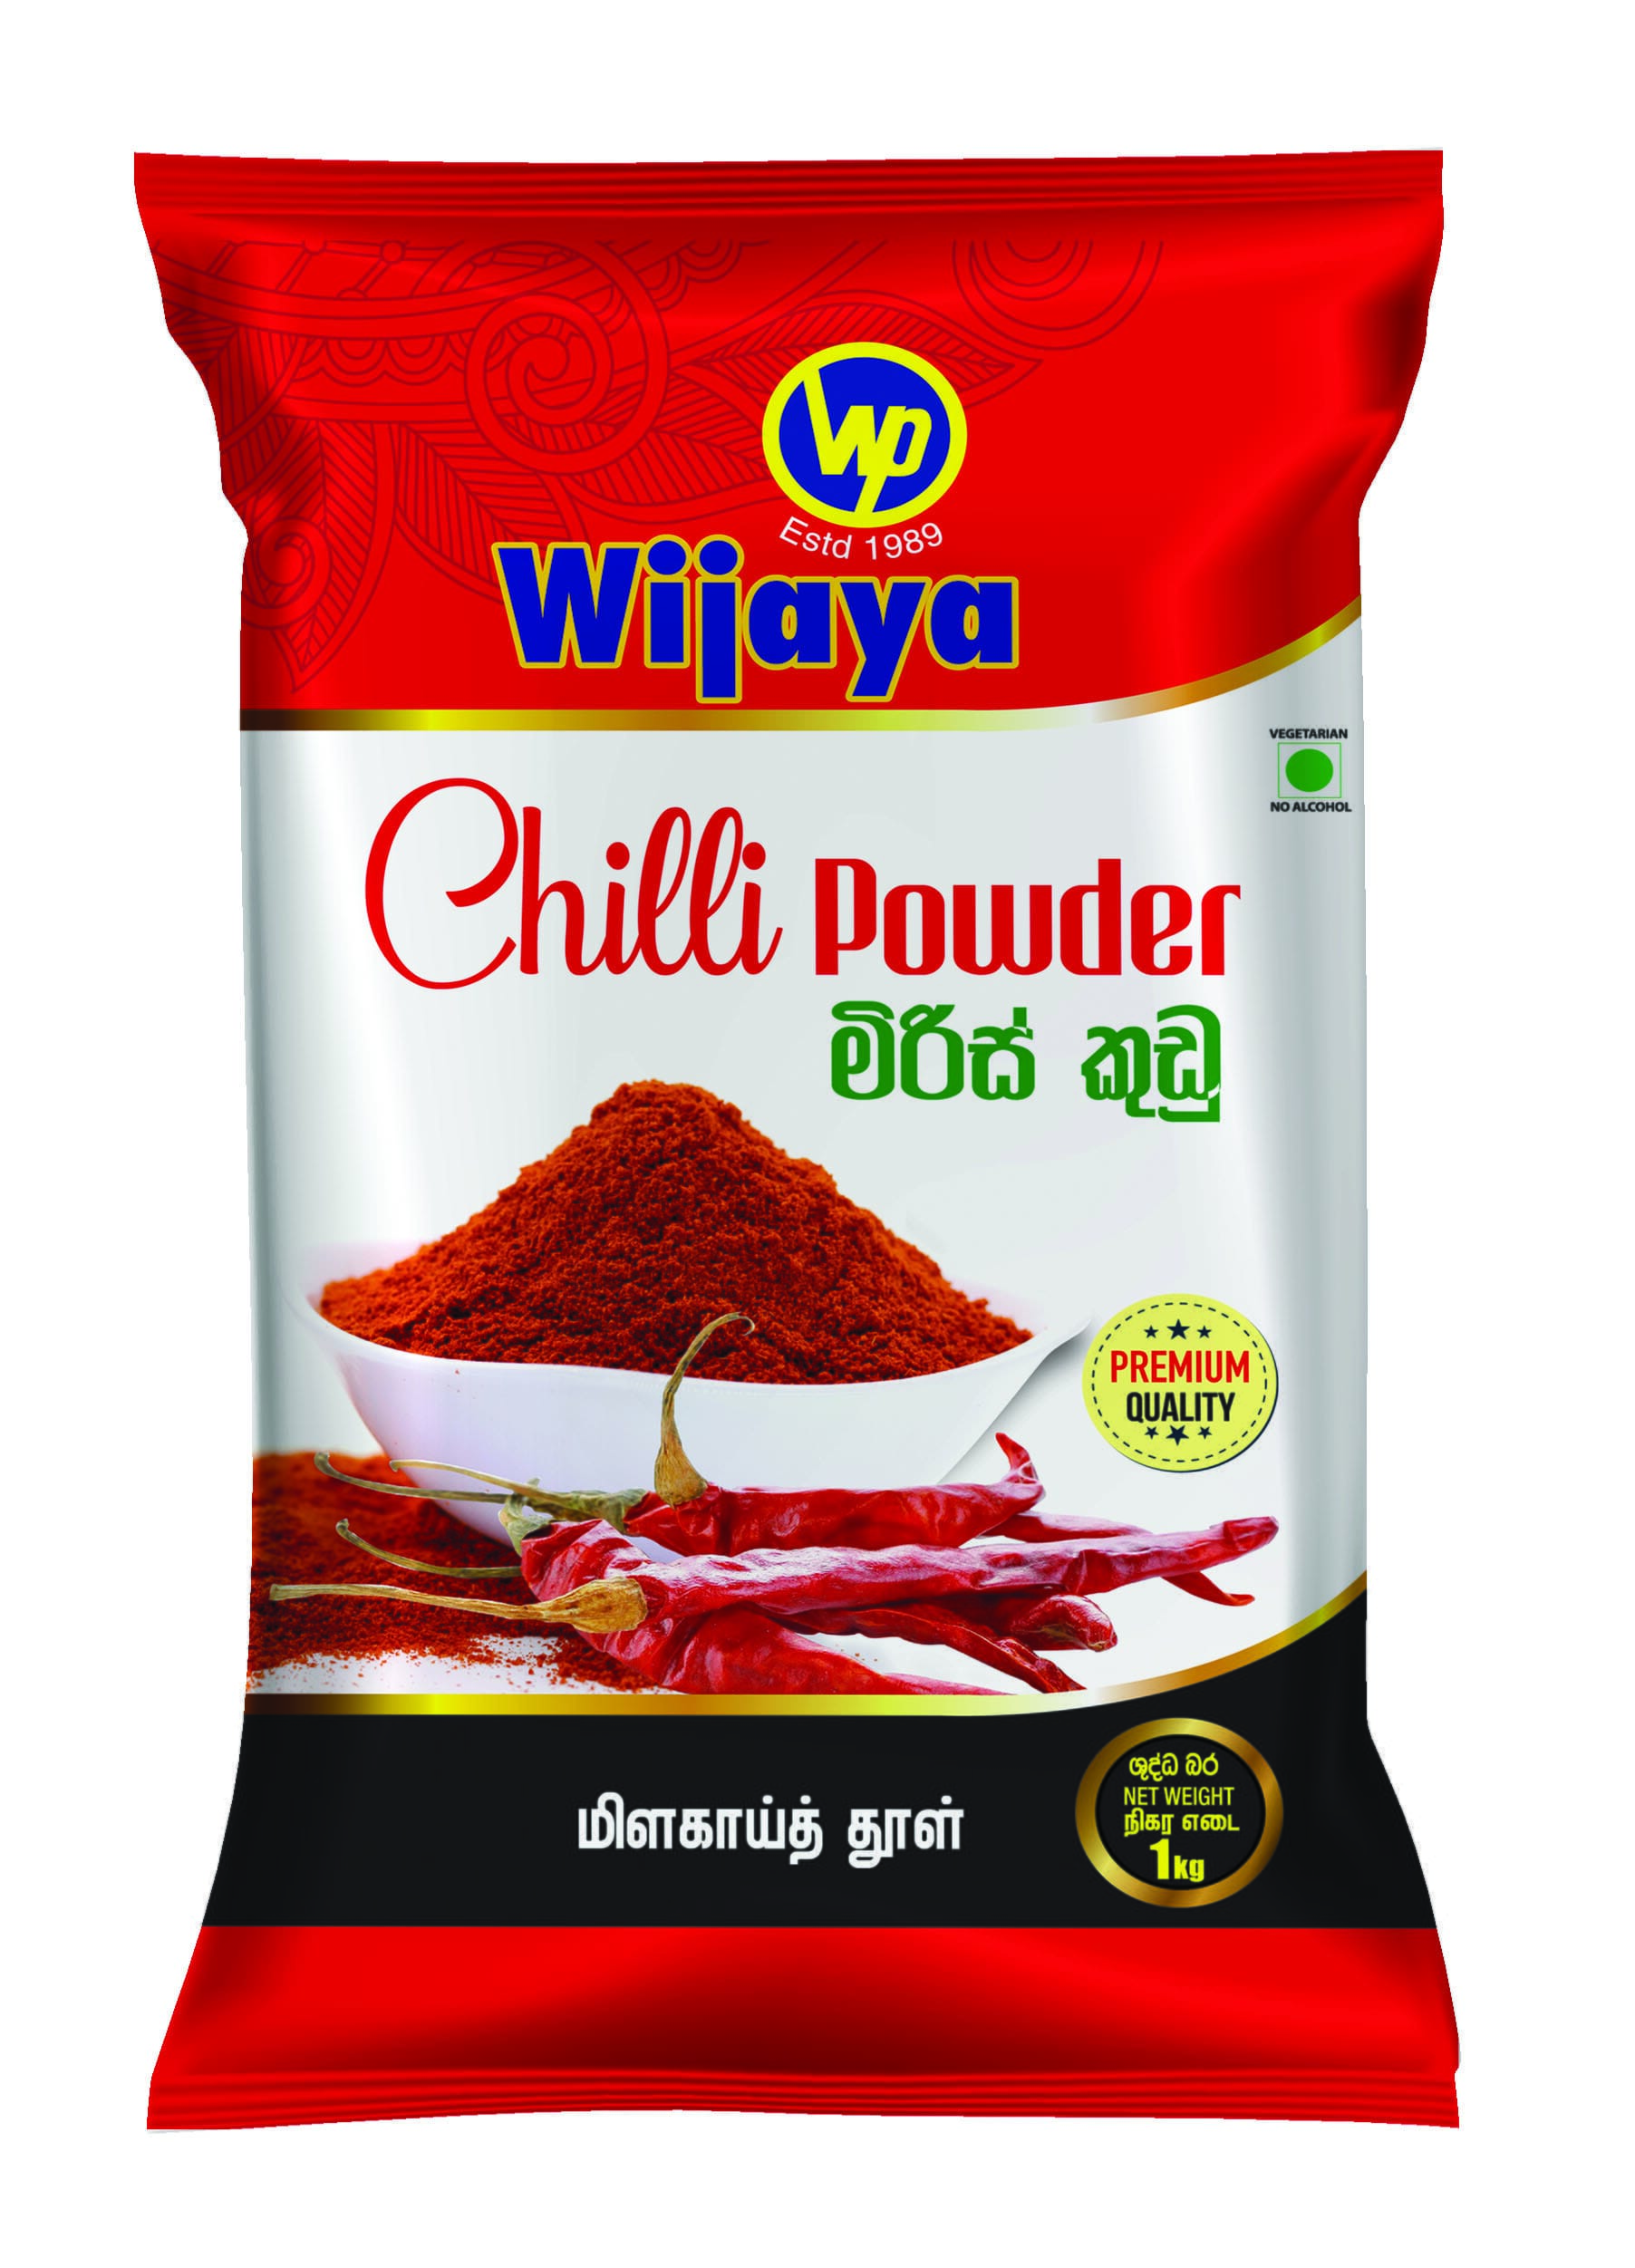 WP
Estd 1989
Wijaya
VEGETARIAN
NO ALCOHOL
Chilli Powder
මිරිස් කුඩු
PREMIUM
QUALITY
மிளகாய்த் தூள்
ශුද්ධ බර
NET WEIGHT
நிகர எடை
1kg